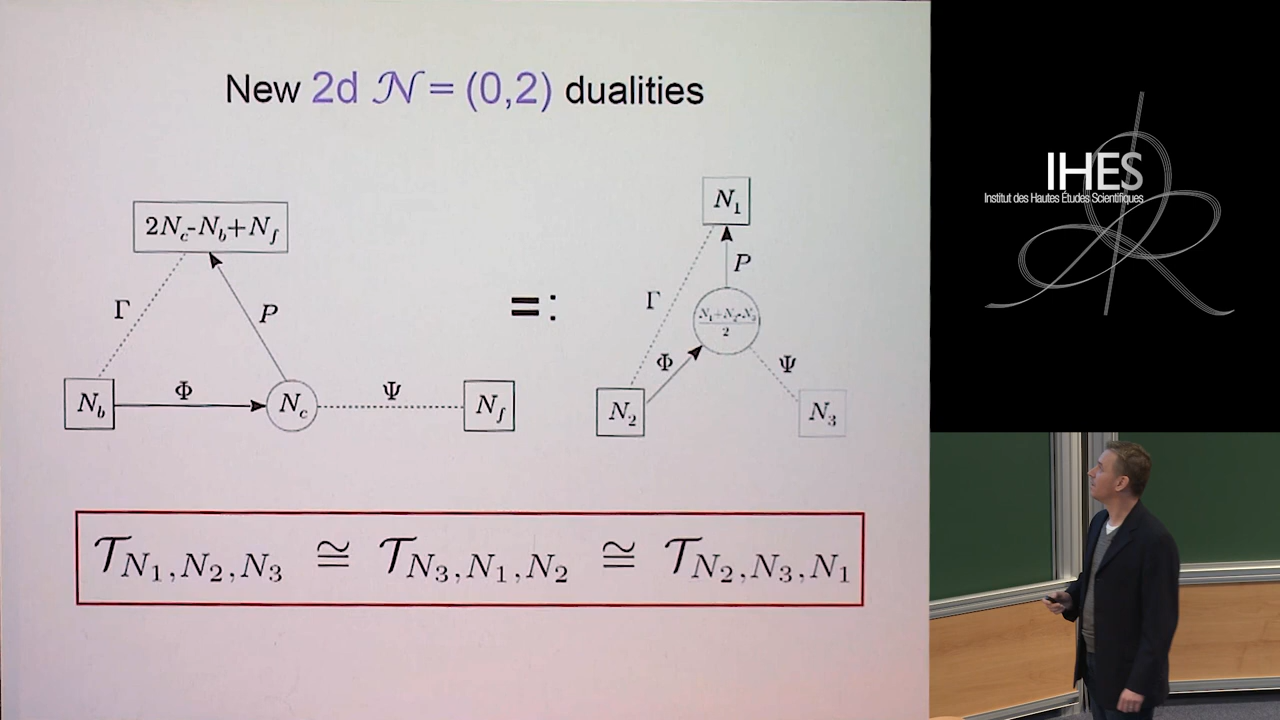 New 2d 𝒩 = (0,2) dualities
2N_c-N_b+N_f
Γ
P
N_b
Φ
N_c
Ψ
N_f
=:
N_1
P
Γ
N_1+N_2-N_3
2
Φ
Ψ
N_2
N_3
𝒯_{N_1,N_2,N_3} ≅ 𝒯_{N_3,N_1,N_2} ≅ 𝒯_{N_2,N_3,N_1}
IHES
Institut des Hautes Études Scientifiques